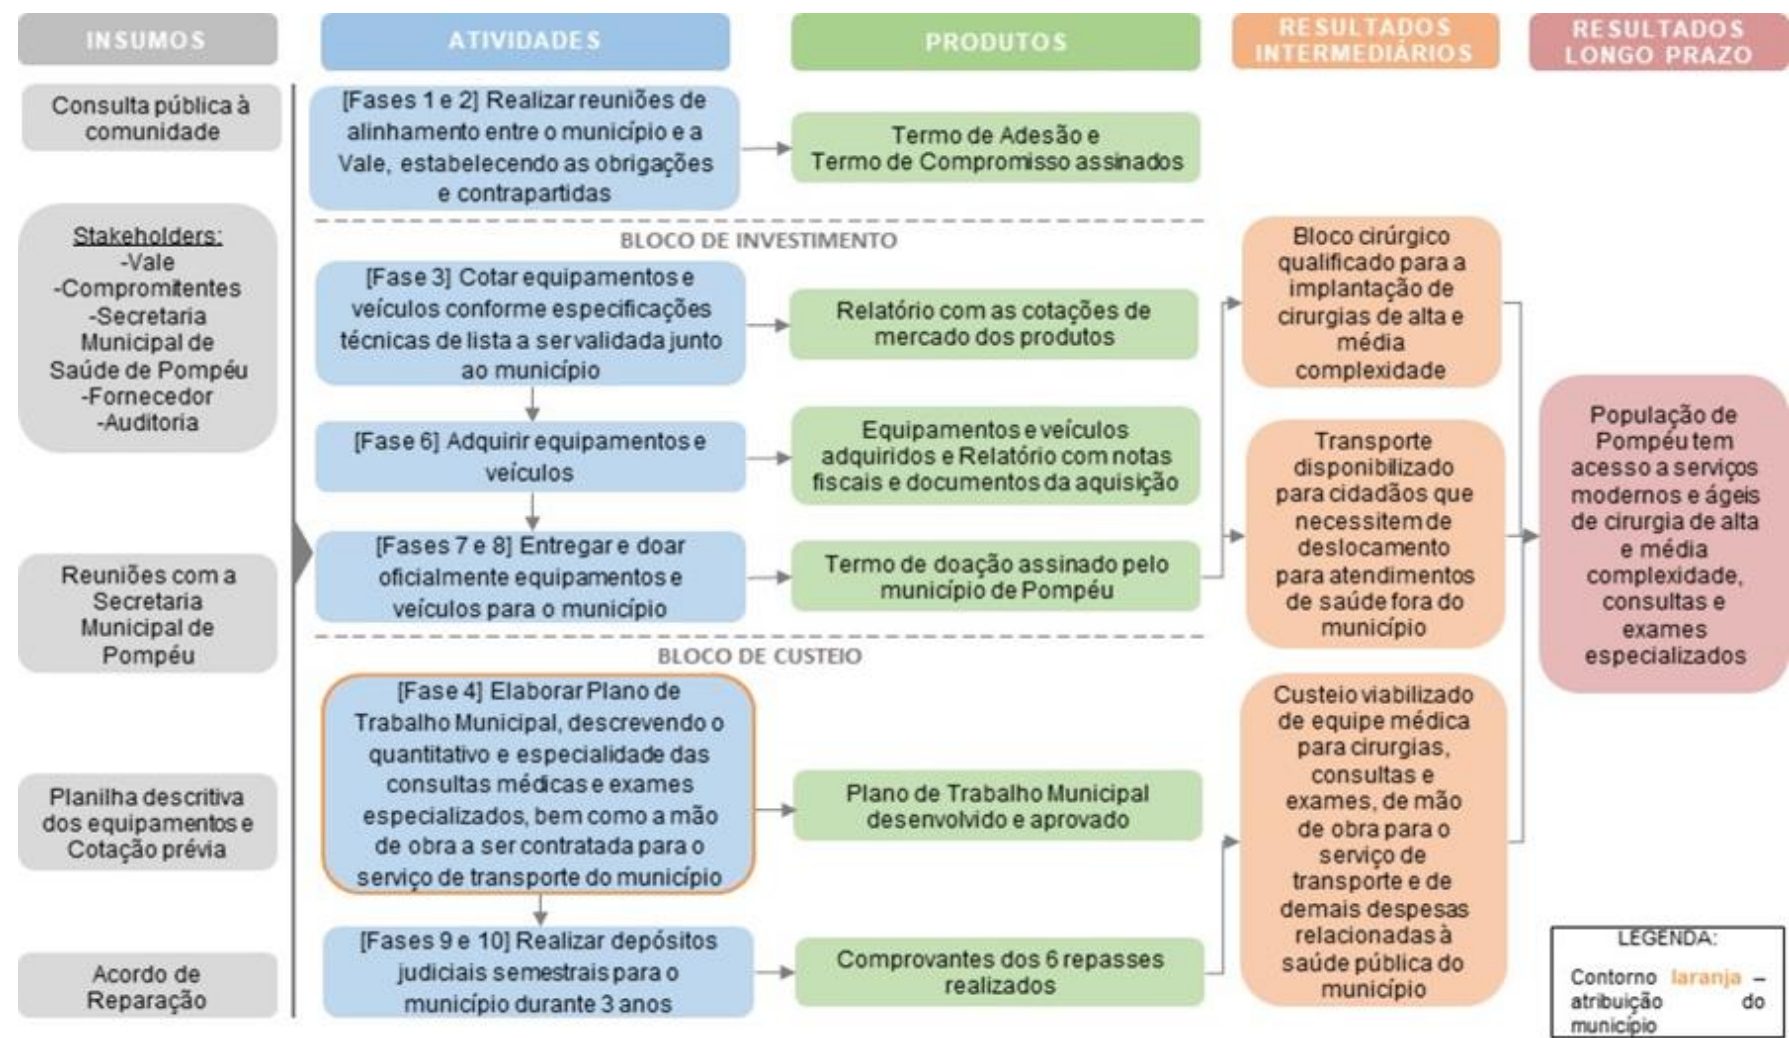 INSUMOS
Consulta pública à
comunidade
Stakeholders:
-Vale
-Compromitentes
-Secretaria
Municipal de
Saúde de Pompéu
-Fornecedor
-Auditoria
Reuniões com a
Secretaria
Municipal de
Pompéu
Planilha descritiva
dos equipamentos e
Cotação prévia
Acordo de
Reparação
ATIVIDADES
[Fases 1 e 2] Realizar reuniões de
alinhamento entre o município e a
Vale, estabelecendo as obrigações
e contrapartidas
PRODUTOS
Termo de Adesão e
Termo de Compromisso assinados
BLOCO DE INVESTIMENTO
[Fase 3] Cotar equipamentos e
veículos conforme especificações
técnicas de lista a ser validada junto
ao município
Relatório com as cotações de
mercado dos produtos
[Fase 6] Adquirir equipamentos e
veículos
Equipamentos e veículos
adquiridos e Relatório com notas
fiscais e documentos da aquisição
[Fases 7 e 8] Entregar e doar
oficialmente equipamentos e
veículos para o município
Termo de doação assinado pelo
município de Pompéu
BLOCO DE CUSTEIO
[Fase 4] Elaborar Plano de
Trabalho Municipal, descrevendo o
quantitativo e especialidade das
consultas médicas e exames
especializados, bem como a mão
de obra a ser contratada para o
serviço de transporte do município
Plano de Trabalho Municipal
desenvolvido e aprovado
[Fases 9 e 10] Realizar depósitos
judiciais semestrais para o
município durante 3 anos
Comprovantes dos 6 repasses
realizados
RESULTADOS
INTERMEDIÁRIOS
Bloco cirúrgico
qualificado para a
implantação de
cirurgias de alta e
média
complexidade
Transporte
disponibilizado
para cidadãos que
necessitem de
deslocamento
para atendimentos
de saúde fora do
município
Custeio viabilizado
de equipe médica
para cirurgias,
consultas e
exames, de mão
de obra para o
serviço de
transporte e de
demais despesas
relacionadas à
saúde pública do
município
RESULTADOS
LONGO PRAZO
População de
Pompéu tem
acesso a serviços
modernos e ágeis
de cirurgia de alta
e média
complexidade,
consultas e
exames
especializados
LEGENDA:
Contorno laranja –
atribuição do
município